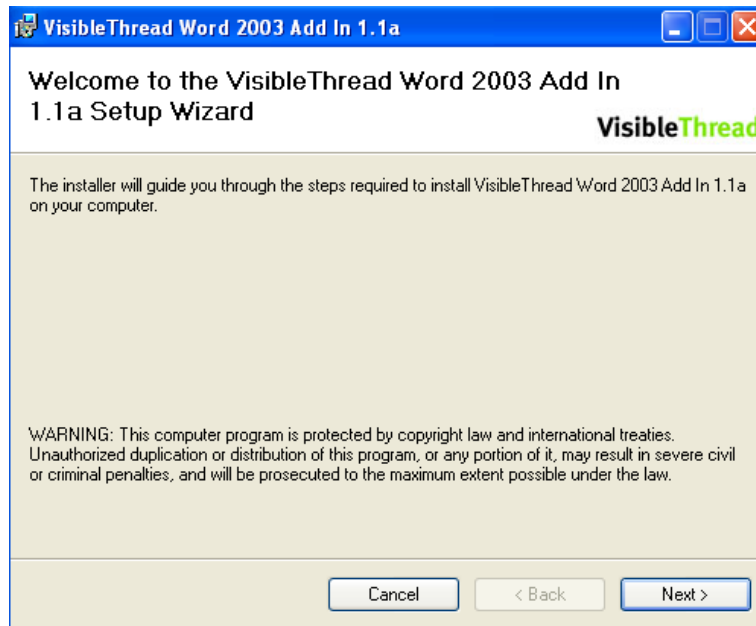 VisibleThread Word 2003 Add In 1.1a
Welcome to the VisibleThread Word 2003 Add In
1.1a Setup Wizard
VisibleThread
The installer will guide you through the steps required to install VisibleThread Word 2003 Add In 1.1a
on your computer.
WARNING: This computer program is protected by copyright law and international treaties.
Unauthorized duplication or distribution of this program, or any portion of it, may result in severe civil
or criminal penalties, and will be prosecuted to the maximum extent possible under the law.
Cancel
< Back
Next >